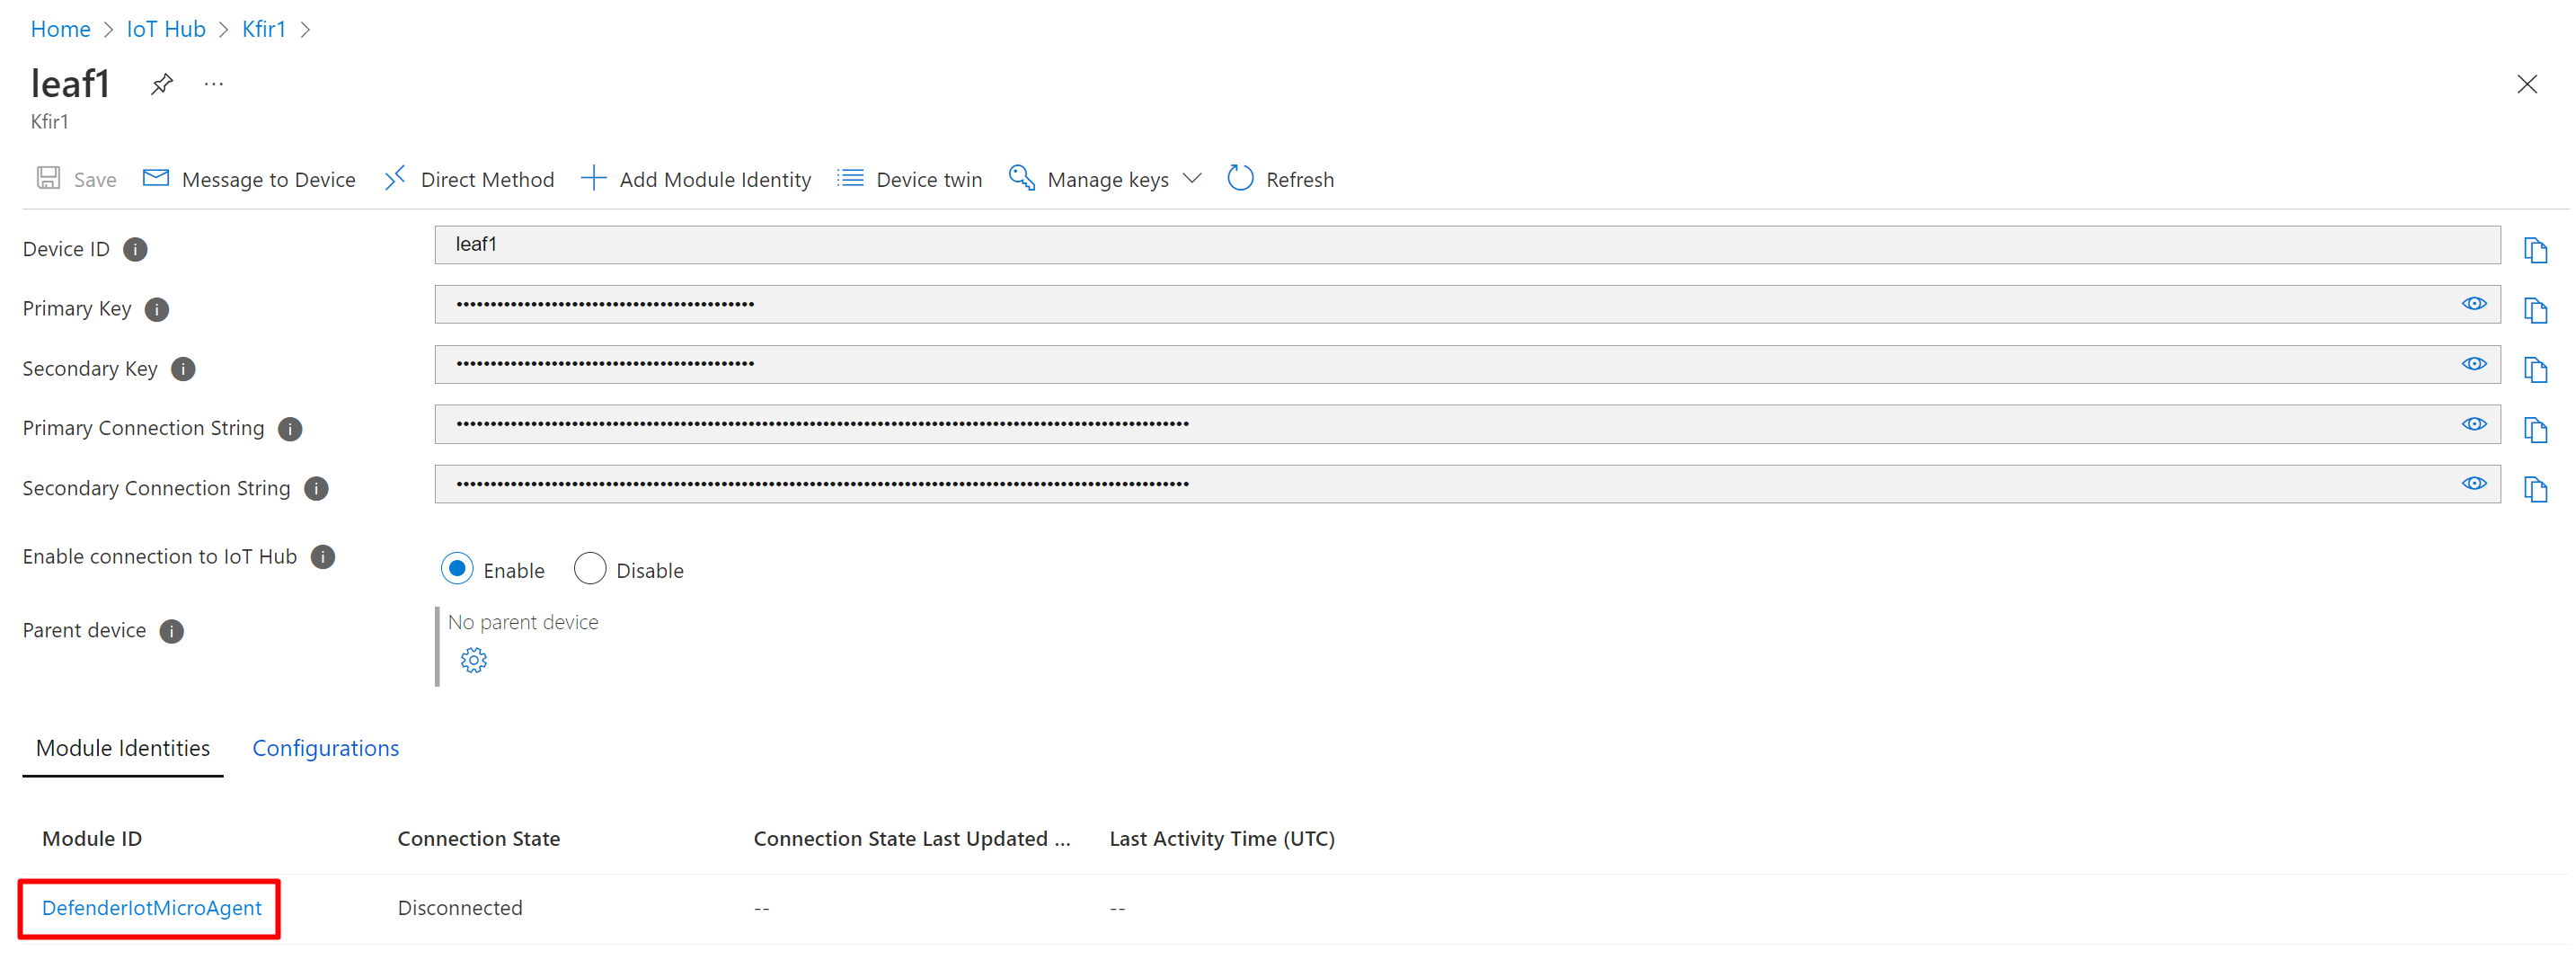 Home > IoT Hub > Kfir1 >
leaf1 ...
Kfir1
Save Message to Device Direct Method Add Module Identity Device twin Manage keys Refresh
Device ID i leaf1
Primary Key i ••••••••••••••••••••••••••••••••••••••••••••
Secondary Key i ••••••••••••••••••••••••••••••••••••••••••••
Primary Connection String i
Secondary Connection String i
Enable connection to IoT Hub i Enable Disable
Parent device i No parent device
Module Identities Configurations
Module ID Connection State Connection State Last Updated ... Last Activity Time (UTC)
DefenderIotMicroAgent Disconnected -- --